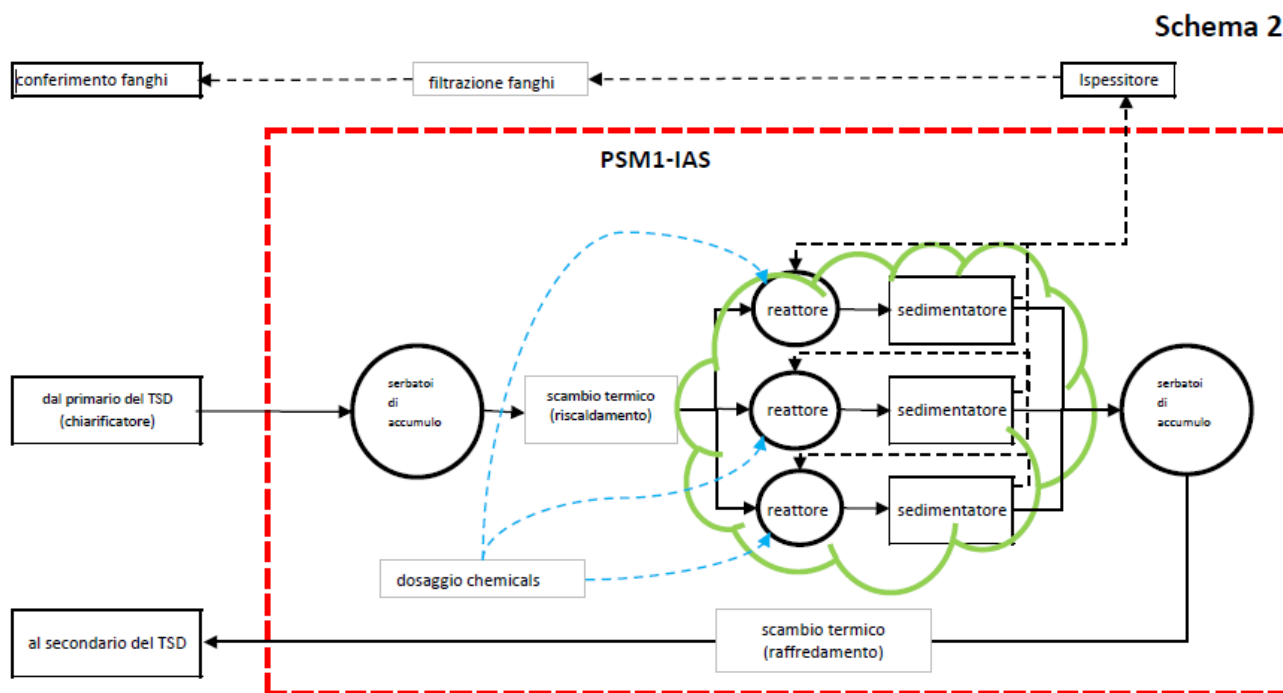 Schema 2
conferimento fanghi
filtrazione fanghi
Ispessitore
PSM1-IAS
reattore
sedimentatore
dal primario del TSD
(chiarificatore)
serbatoi
di
accumulo
scambio termico
(riscaldamento)
reattore
sedimentatore
serbatoi
di
accumulo
reattore
sedimentatore
dosaggio chemicals
al secondario del TSD
scambio termico
(raffredamento)